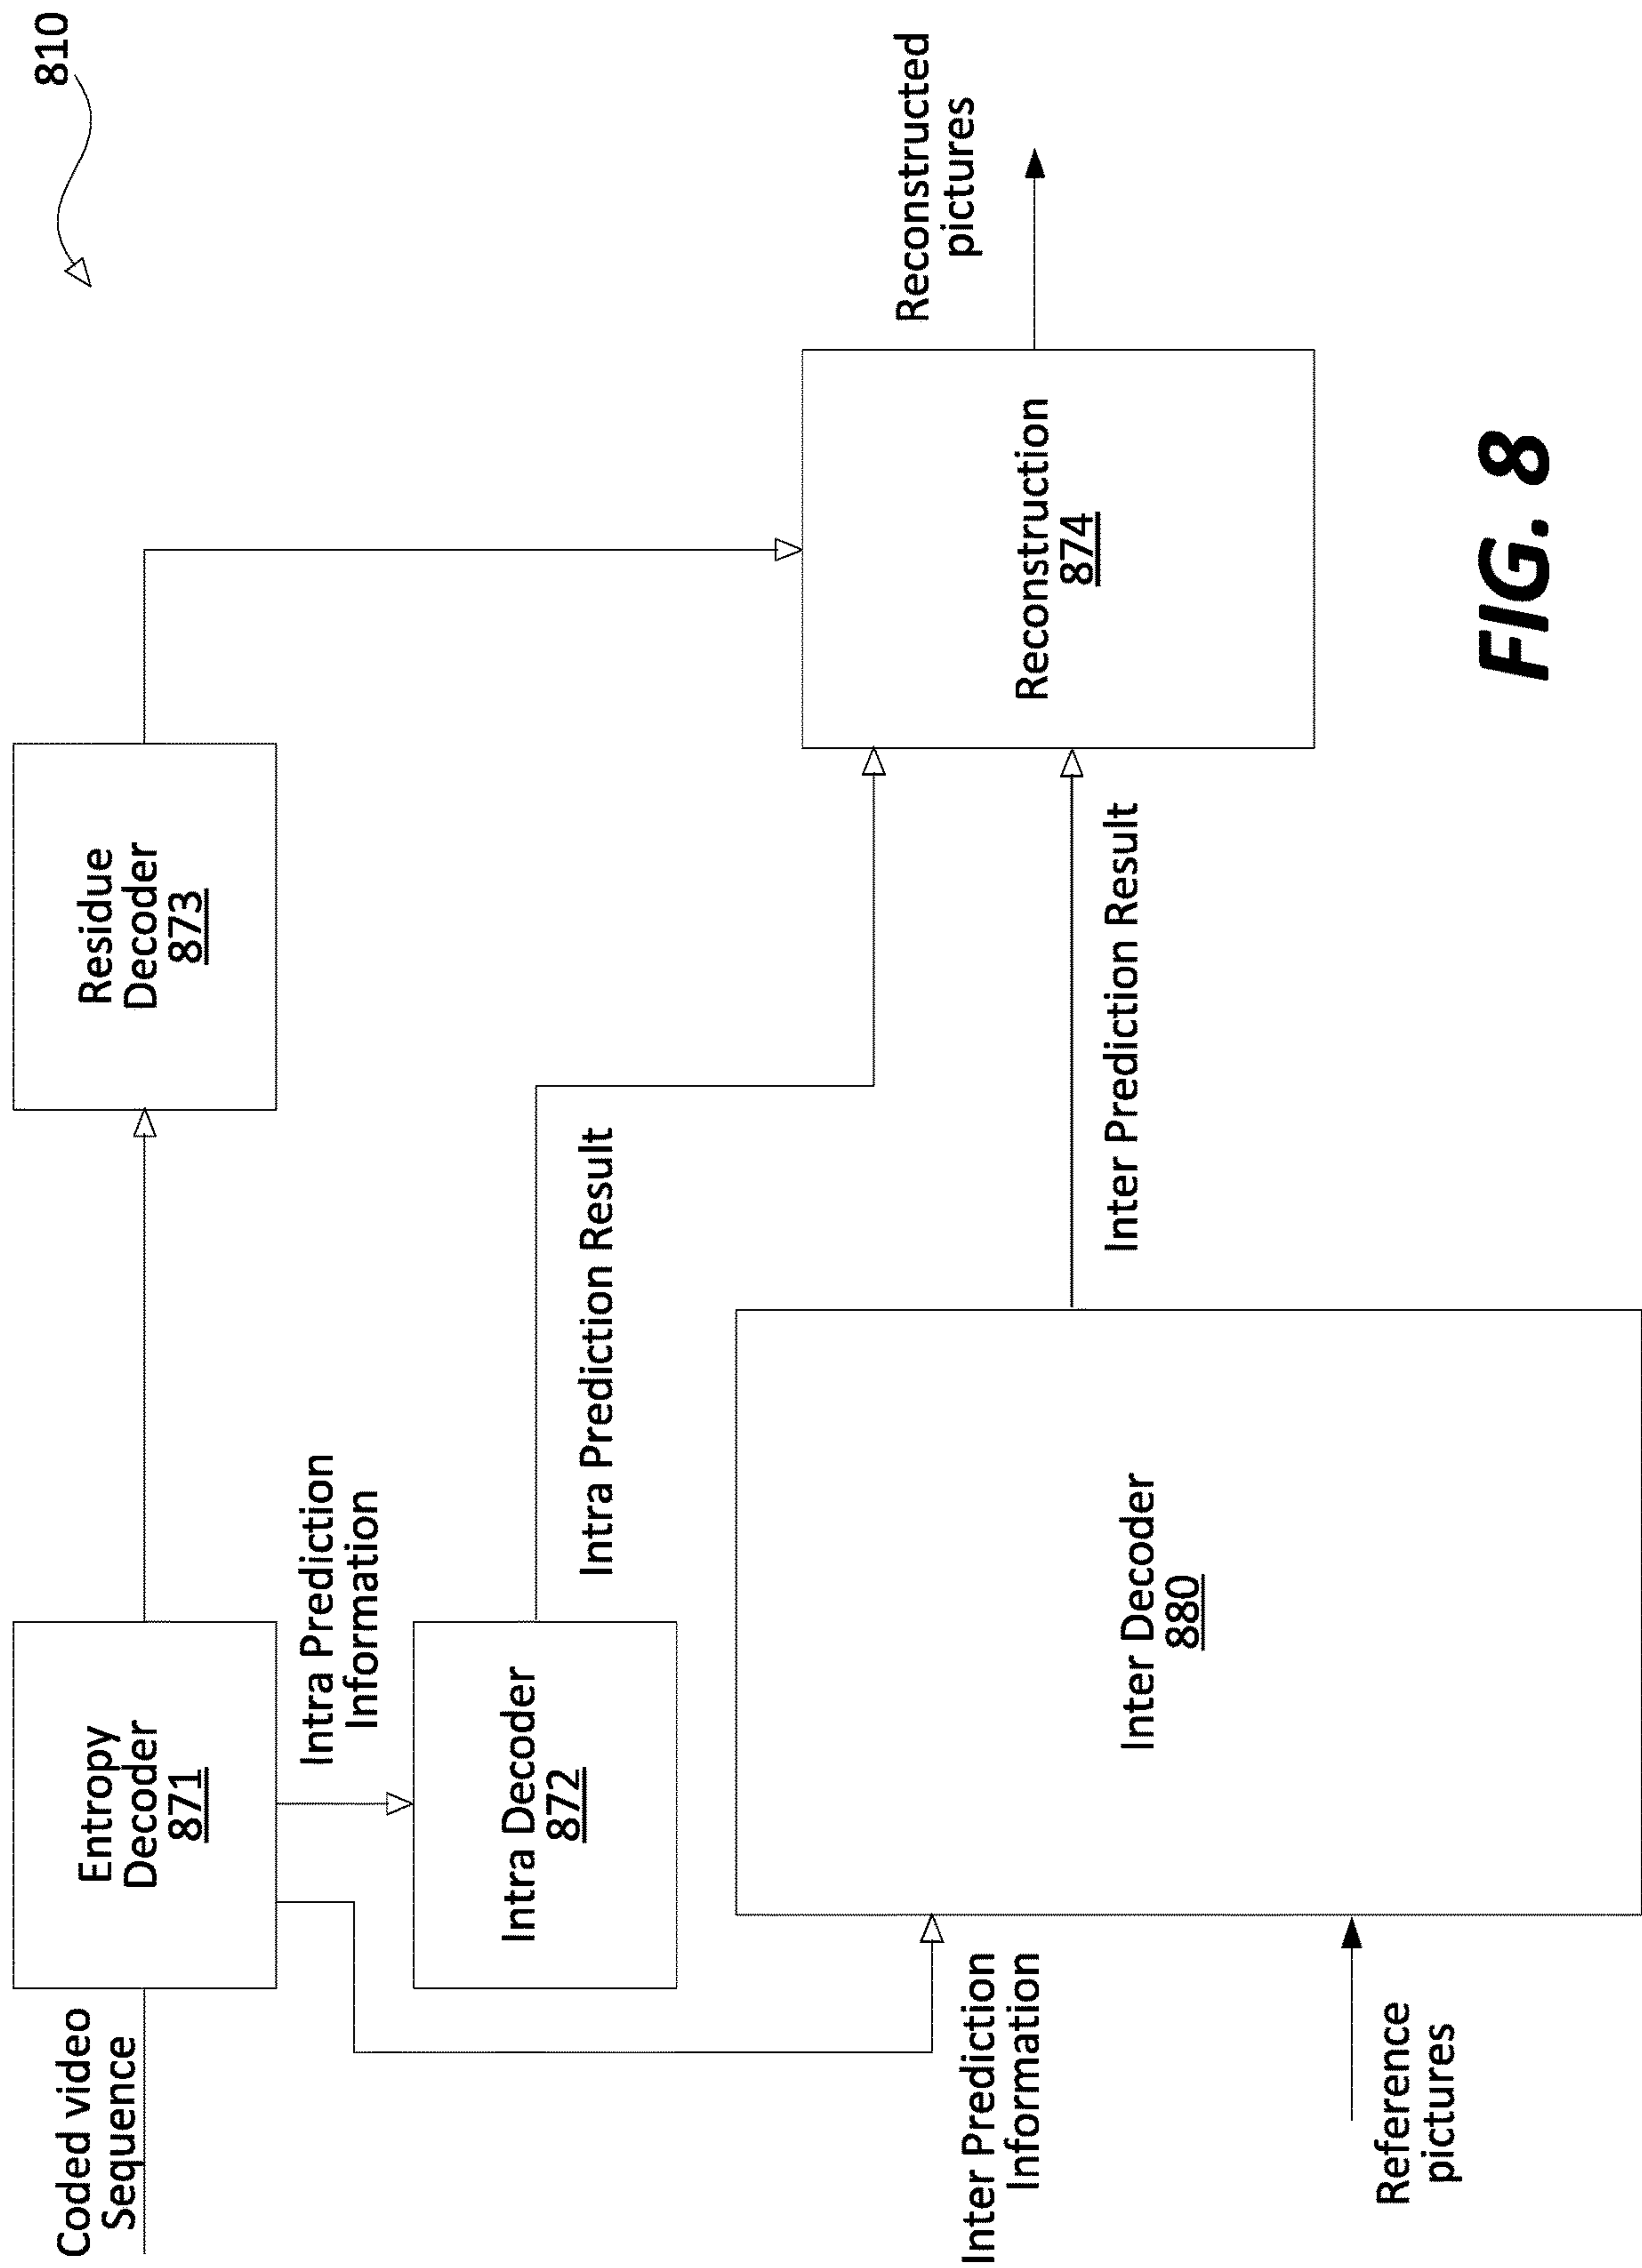 810
Coded video
Sequence
Entropy
Decoder
871
Residue
Decoder
873
Intra Prediction
Information
Intra Decoder
872
Intra Prediction Result
Reconstructed
pictures
Inter Prediction
Information
Inter Decoder
880
Inter Prediction Result
Reconstruction
874
Reference
pictures
FIG. 8